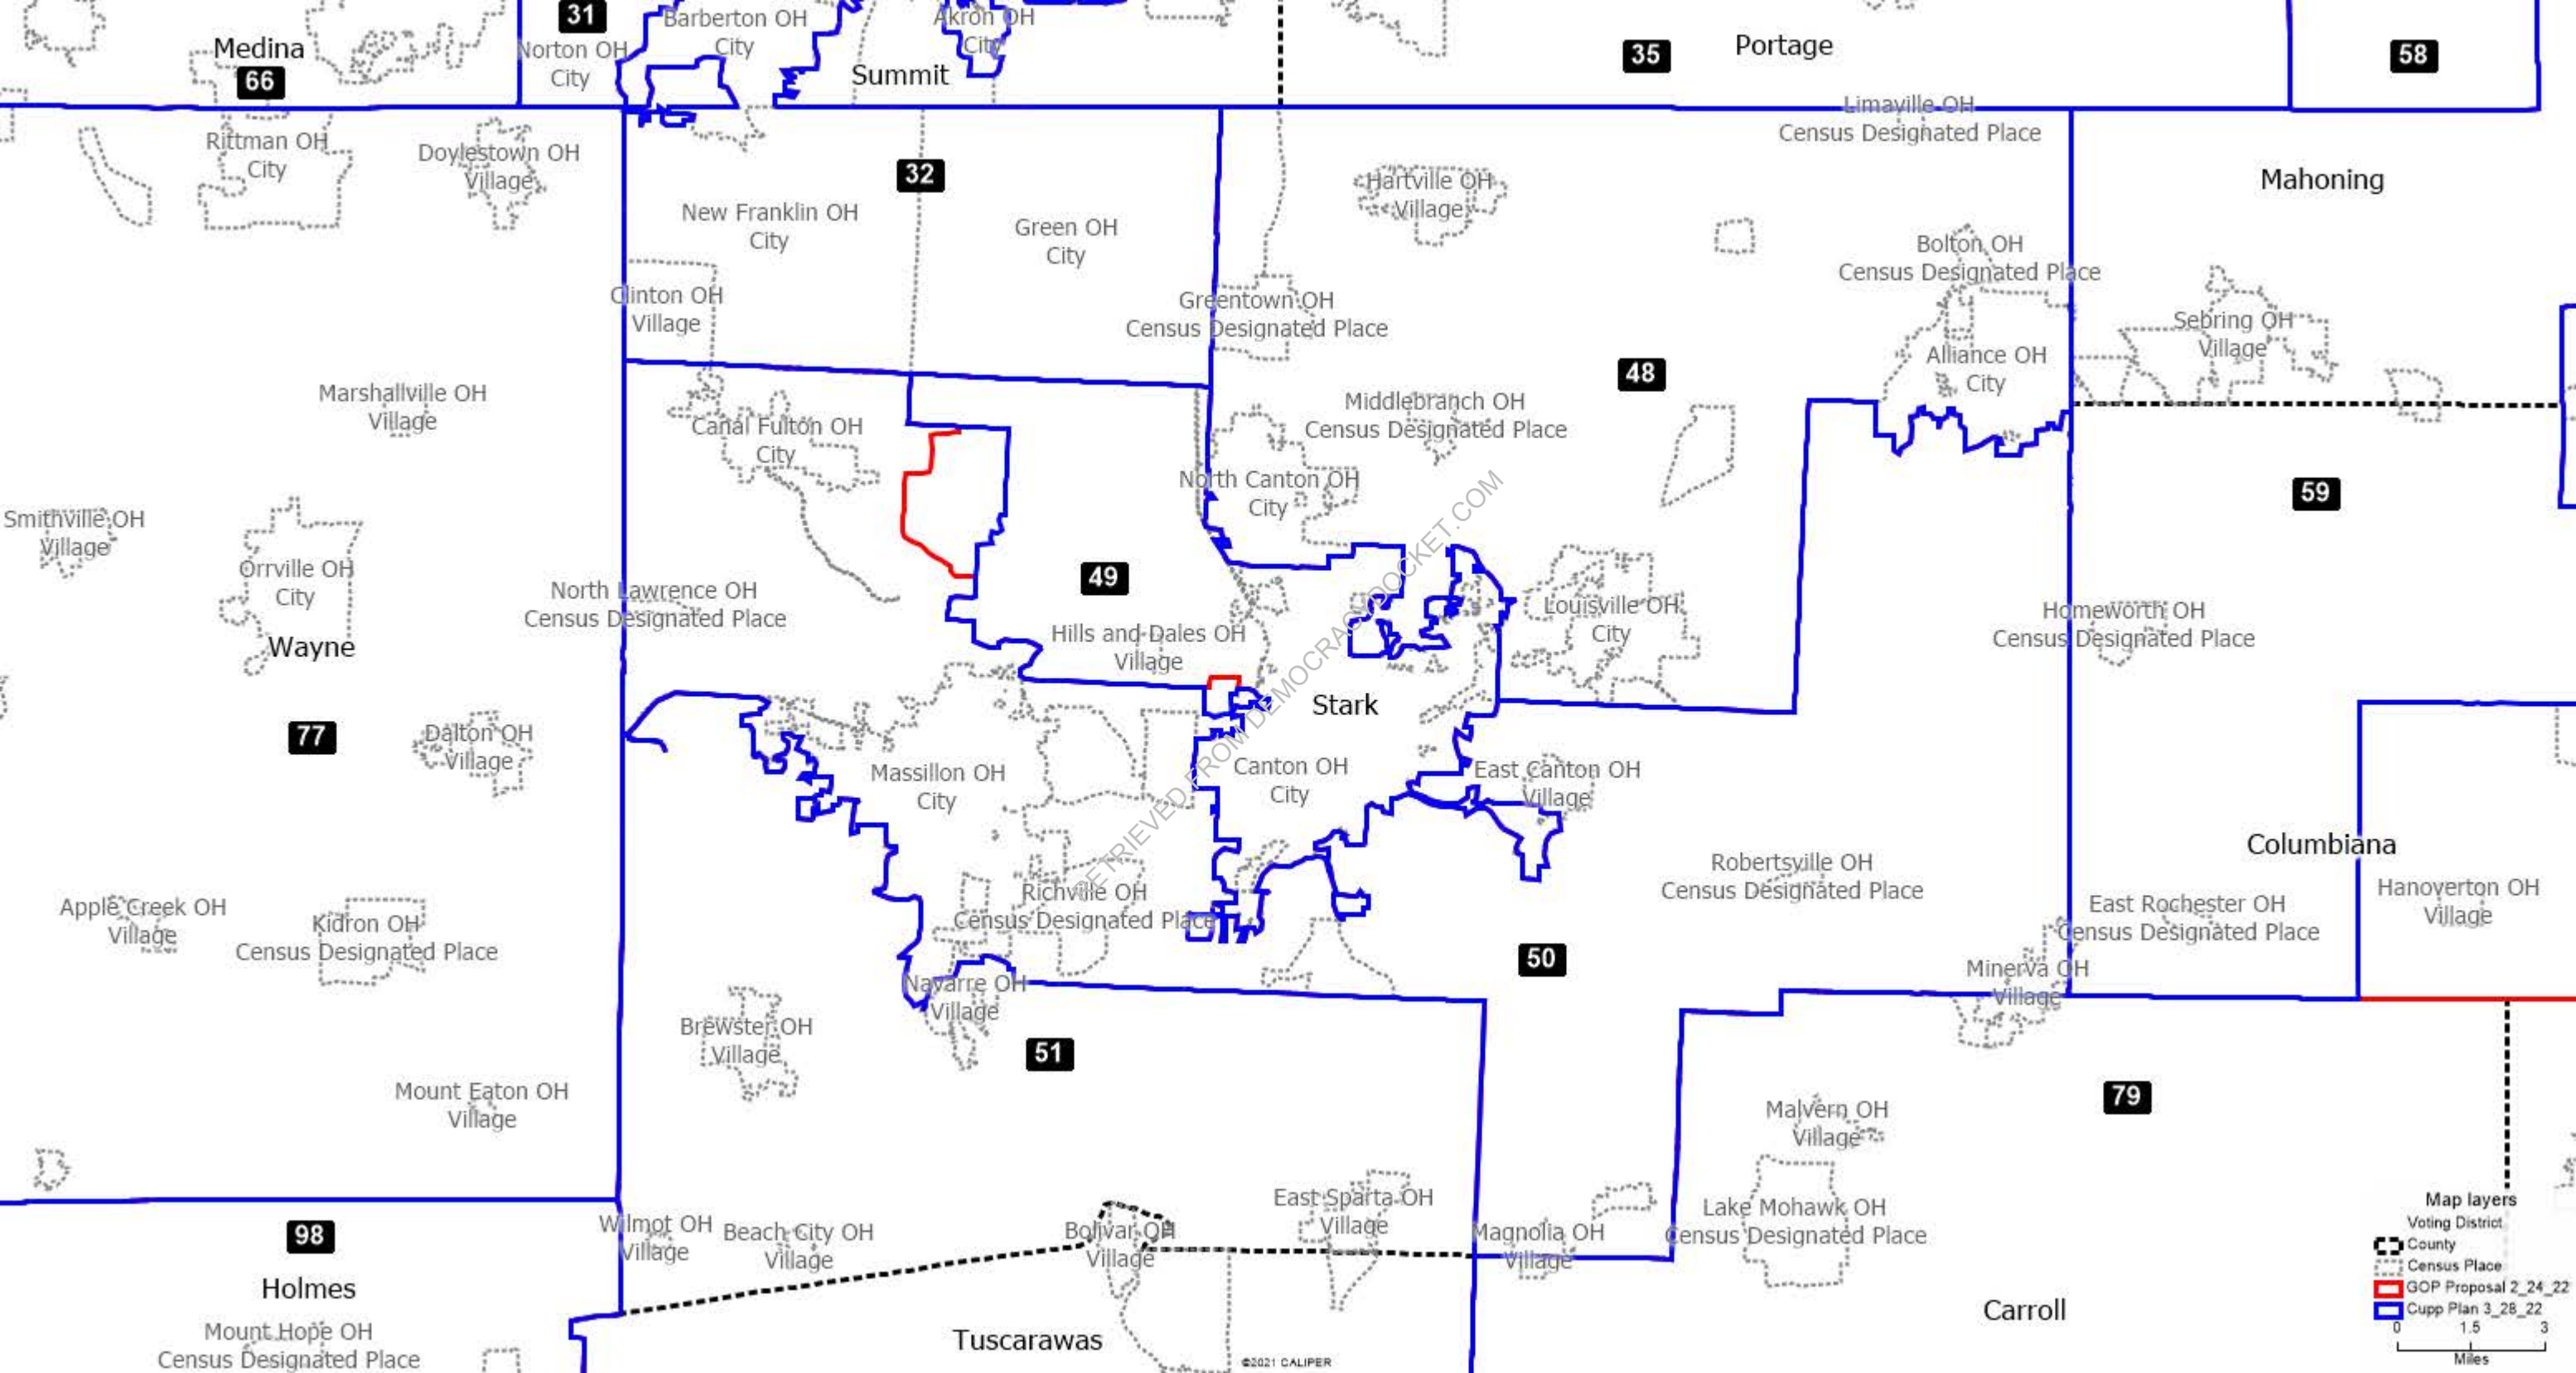 31
Barberton OH
City
Akron OH
City
Medina
66
Norton OH
City
Summit
35
Portage
58
Limaville OH
Census Designated Place
Rittman OH
City
Doylestown OH
Village
32
Hartville OH
Village
Mahoning
New Franklin OH
City
Green OH
City
Bolton OH
Census Designated Place
Clinton OH
Village
Greentown OH
Census Designated Place
Sebring OH
Village
Alliance OH
City
48
Marshallville OH
Village
Canal Fulton OH
City
Middlebranch OH
Census Designated Place
North Canton OH
City
59
Smithville OH
Village
Orrville OH
City
49
North Lawrence OH
Census Designated Place
Louisville OH
City
Homeworth OH
Census Designated Place
Wayne
Hills and Dales OH
Village
Stark
77
Dalton OH
Village
Massillon OH
City
Canton OH
City
East Canton OH
Village
RETRIEVED FROM DEMOCRACYDOCKET.COM
Columbiana
Robertsville OH
Census Designated Place
Richville OH
Census Designated Place
Apple Creek OH
Village
Kidron OH
Census Designated Place
East Rochester OH
Census Designated Place
Hanoverton OH
Village
50
Navarre OH
Village
Minerva OH
Village
Brewster OH
Village
51
79
Mount Eaton OH
Village
Malvern OH
Village
98
Wilmot OH
Village
Beach City OH
Village
Bolivar OH
Village
East Sparta OH
Village
Magnolia OH
Village
Lake Mohawk OH
Census Designated Place
Holmes
Mount Hope OH
Census Designated Place
Tuscarawas
Carroll
©2021 CALIPER
Map layers
Voting District
County
Census Place
GOP Proposal 2_24_22
Cupp Plan 3_28_22
0 1.5 3
Miles